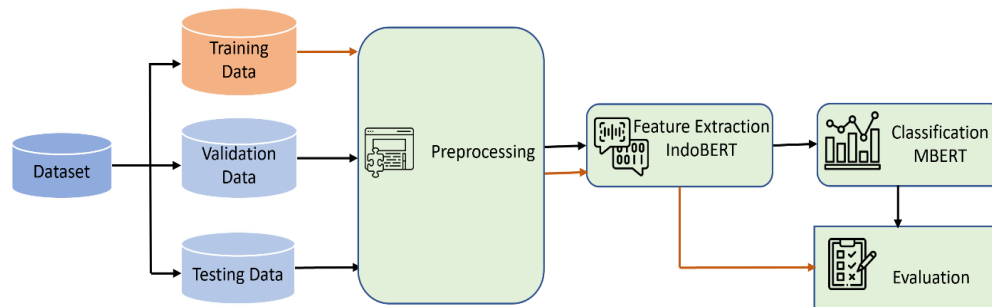 Training
Data
Dataset
Validation
Data
Testing Data
Preprocessing
Feature Extraction
IndoBERT
Classification
MBERT
Evaluation